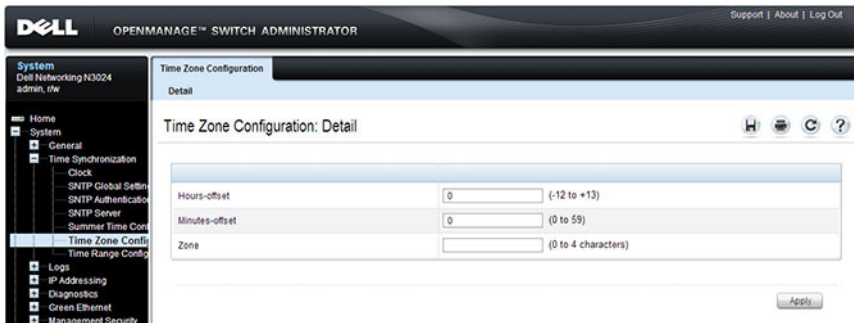 Support | About | Log Out
DELL OPENMANAGE™ SWITCH ADMINISTRATOR
System
Dell Networking N3024
admin, r/w
Home
System
General
Time Synchronization
Clock
SNTP Global Settin
SNTP Authenticatio
SNTP Server
Summer Time Conf
Time Zone Config
Time Range Config
Logs
IP Addressing
Diagnostics
Green Ethernet
Management Security
Time Zone Configuration
Detail
Time Zone Configuration: Detail
Hours-offset 0 (-12 to +13)
Minutes-offset 0 (0 to 59)
Zone (0 to 4 characters)
Apply